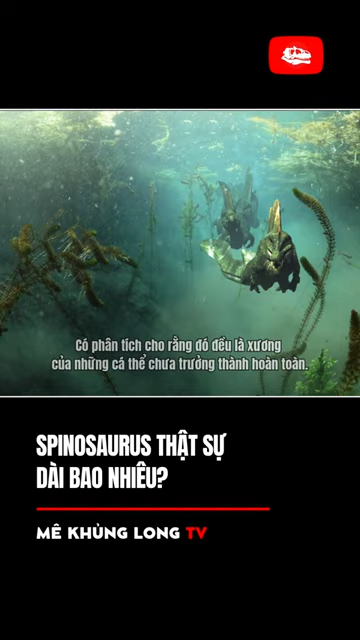 Có phân tích cho rằng đó đều là xương
của những cá thể chưa trưởng thành hoàn toàn.
SPINOSAURUS THẬT SỰ
DÀI BAO NHIÊU?
MÊ KHỦNG LONG TV